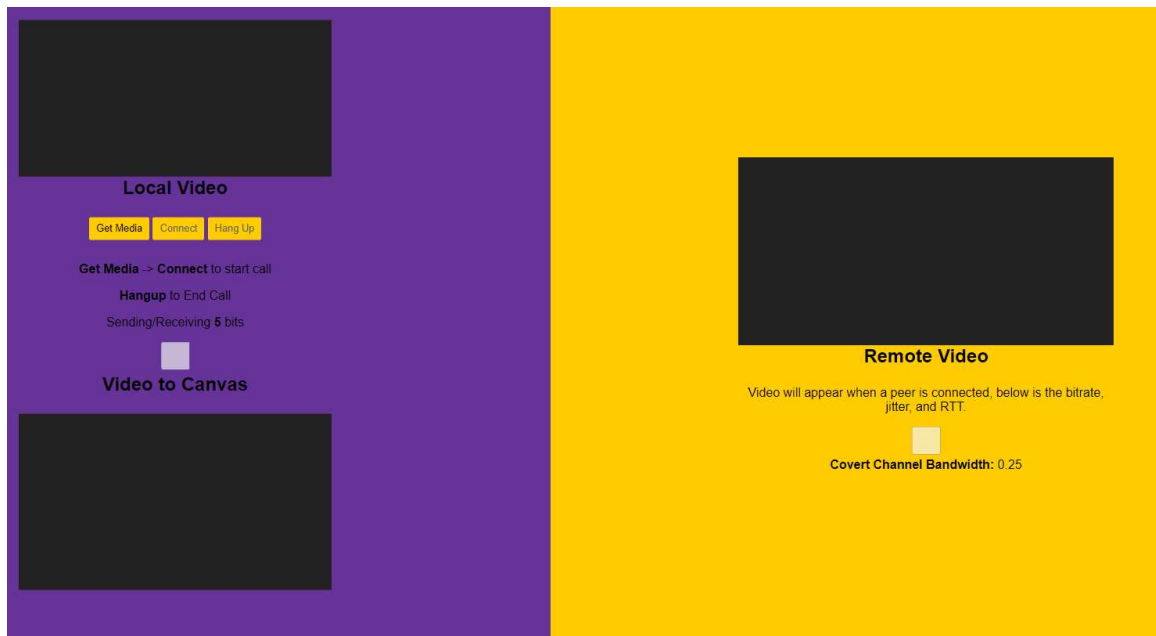 Local Video
Get Media Connect Hang Up
Get Media -> Connect to start call
Hangup to End Call
Sending/Receiving 5 bits
Video to Canvas
Remote Video
Video will appear when a peer is connected, below is the bitrate,
jitter, and RTT.
Covert Channel Bandwidth: 0.25